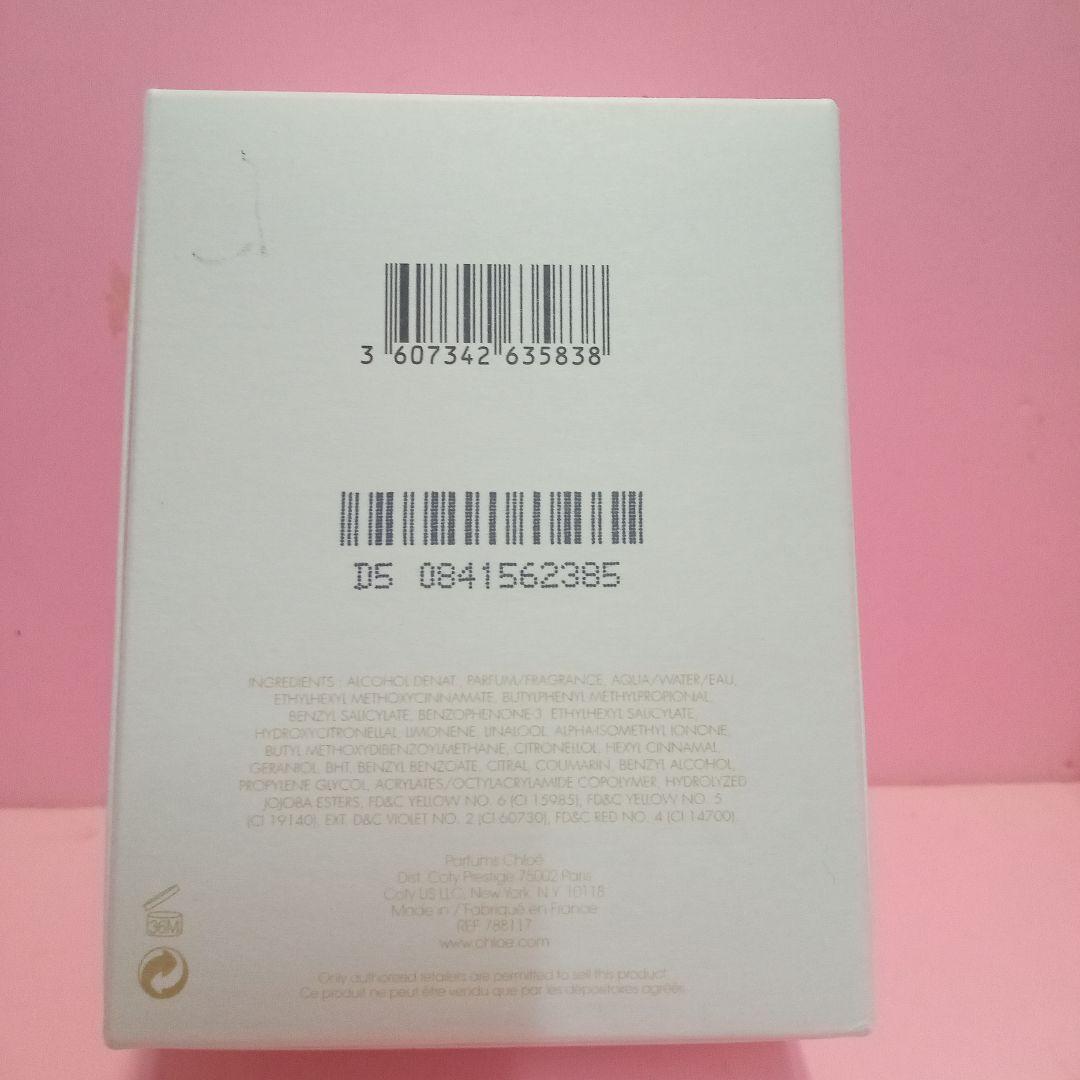 3 607342 635838
D5 0841562385
INGREDIENTS : ALCOHOL DENAT., PARFUM/FRAGRANCE, AQUA/WATER/EAU,
ETHYLHEXYL METHOXYCINNAMATE, BUTYLPHENYL METHYLPROPIONAL,
BENZYL SALICYLATE, BENZOPHENONE-3, ETHYLHEXYL SALICYLATE,
HYDROXYCITRONELLAL, LIMONENE, LINALOOL, ALPHA-ISOMETHYL IONONE,
BUTYL METHOXYDIBENZOYLMETHANE, CITRONELLOL, HEXYL CINNAMAL,
GERANIOL, BHT, BENZYL BENZOATE, CITRAL, COUMARIN, BENZYL ALCOHOL,
PROPYLENE GLYCOL, ACRYLATES/OCTYLACRYLAMIDE COPOLYMER, HYDROLYZED
JOJOBA ESTERS, FD&C YELLOW NO. 6 (CI 15985), FD&C YELLOW NO. 5
(CI 19140), EXT. D&C VIOLET NO. 2 (CI 60730), FD&C RED NO. 4 (CI 14700).
Parfums Chloé
Dist. Coty Prestige 75002 Paris
Coty US LLC, New York, N.Y. 10118
Made in / Fabriqué en France
REF 788117
www.chloe.com
36M
Only authorized retailers are permitted to sell this product.
Ce produit ne peut être vendu que par les dépositaires agréés.